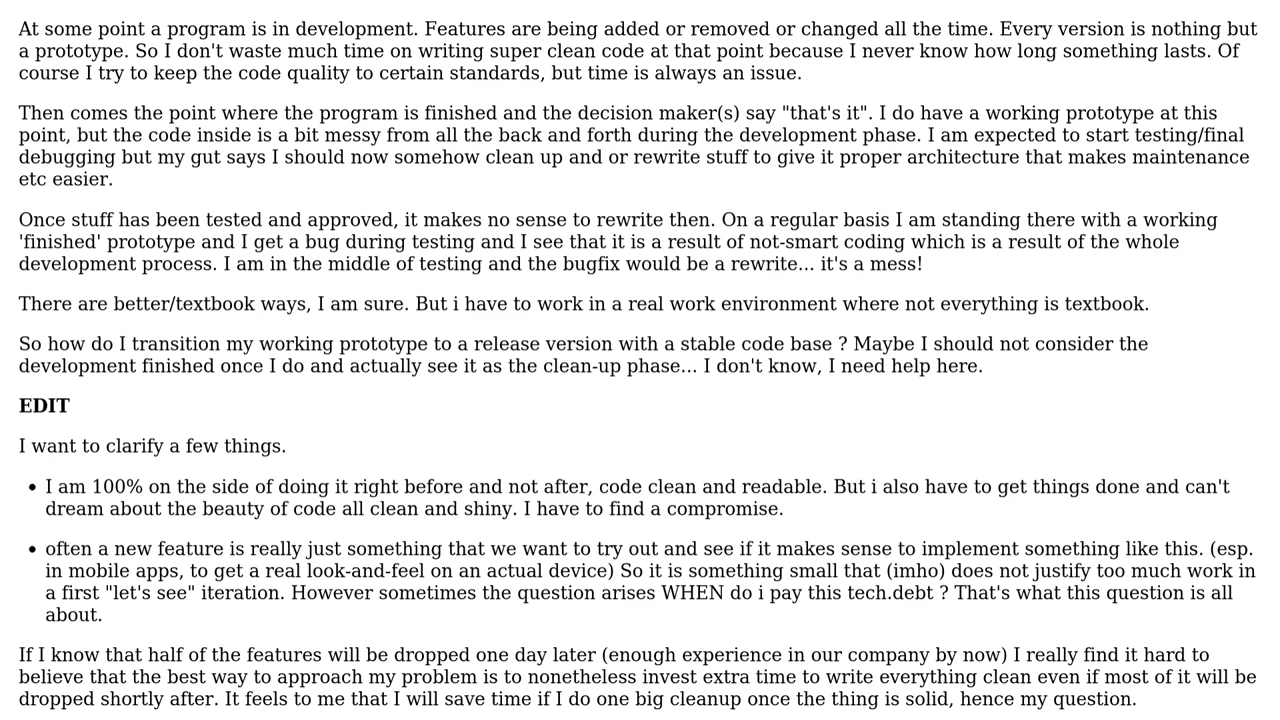 At some point a program is in development. Features are being added or removed or changed all the time. Every version is nothing but
a prototype. So I don't waste much time on writing super clean code at that point because I never know how long something lasts. Of
course I try to keep the code quality to certain standards, but time is always an issue.
Then comes the point where the program is finished and the decision maker(s) say "that's it". I do have a working prototype at this
point, but the code inside is a bit messy from all the back and forth during the development phase. I am expected to start testing/final
debugging but my gut says I should now somehow clean up and or rewrite stuff to give it proper architecture that makes maintenance
etc easier.
Once stuff has been tested and approved, it makes no sense to rewrite then. On a regular basis I am standing there with a working
'finished' prototype and I get a bug during testing and I see that it is a result of not-smart coding which is a result of the whole
development process. I am in the middle of testing and the bugfix would be a rewrite... it's a mess!
There are better/textbook ways, I am sure. But i have to work in a real work environment where not everything is textbook.
So how do I transition my working prototype to a release version with a stable code base ? Maybe I should not consider the
development finished once I do and actually see it as the clean-up phase... I don't know, I need help here.
EDIT
I want to clarify a few things.
• I am 100% on the side of doing it right before and not after, code clean and readable. But i also have to get things done and can't
dream about the beauty of code all clean and shiny. I have to find a compromise.
• often a new feature is really just something that we want to try out and see if it makes sense to implement something like this. (esp.
in mobile apps, to get a real look-and-feel on an actual device) So it is something small that (imho) does not justify too much work in
a first "let's see" iteration. However sometimes the question arises WHEN do i pay this tech.debt ? That's what this question is all
about.
If I know that half of the features will be dropped one day later (enough experience in our company by now) I really find it hard to
believe that the best way to approach my problem is to nonetheless invest extra time to write everything clean even if most of it will be
dropped shortly after. It feels to me that I will save time if I do one big cleanup once the thing is solid, hence my question.